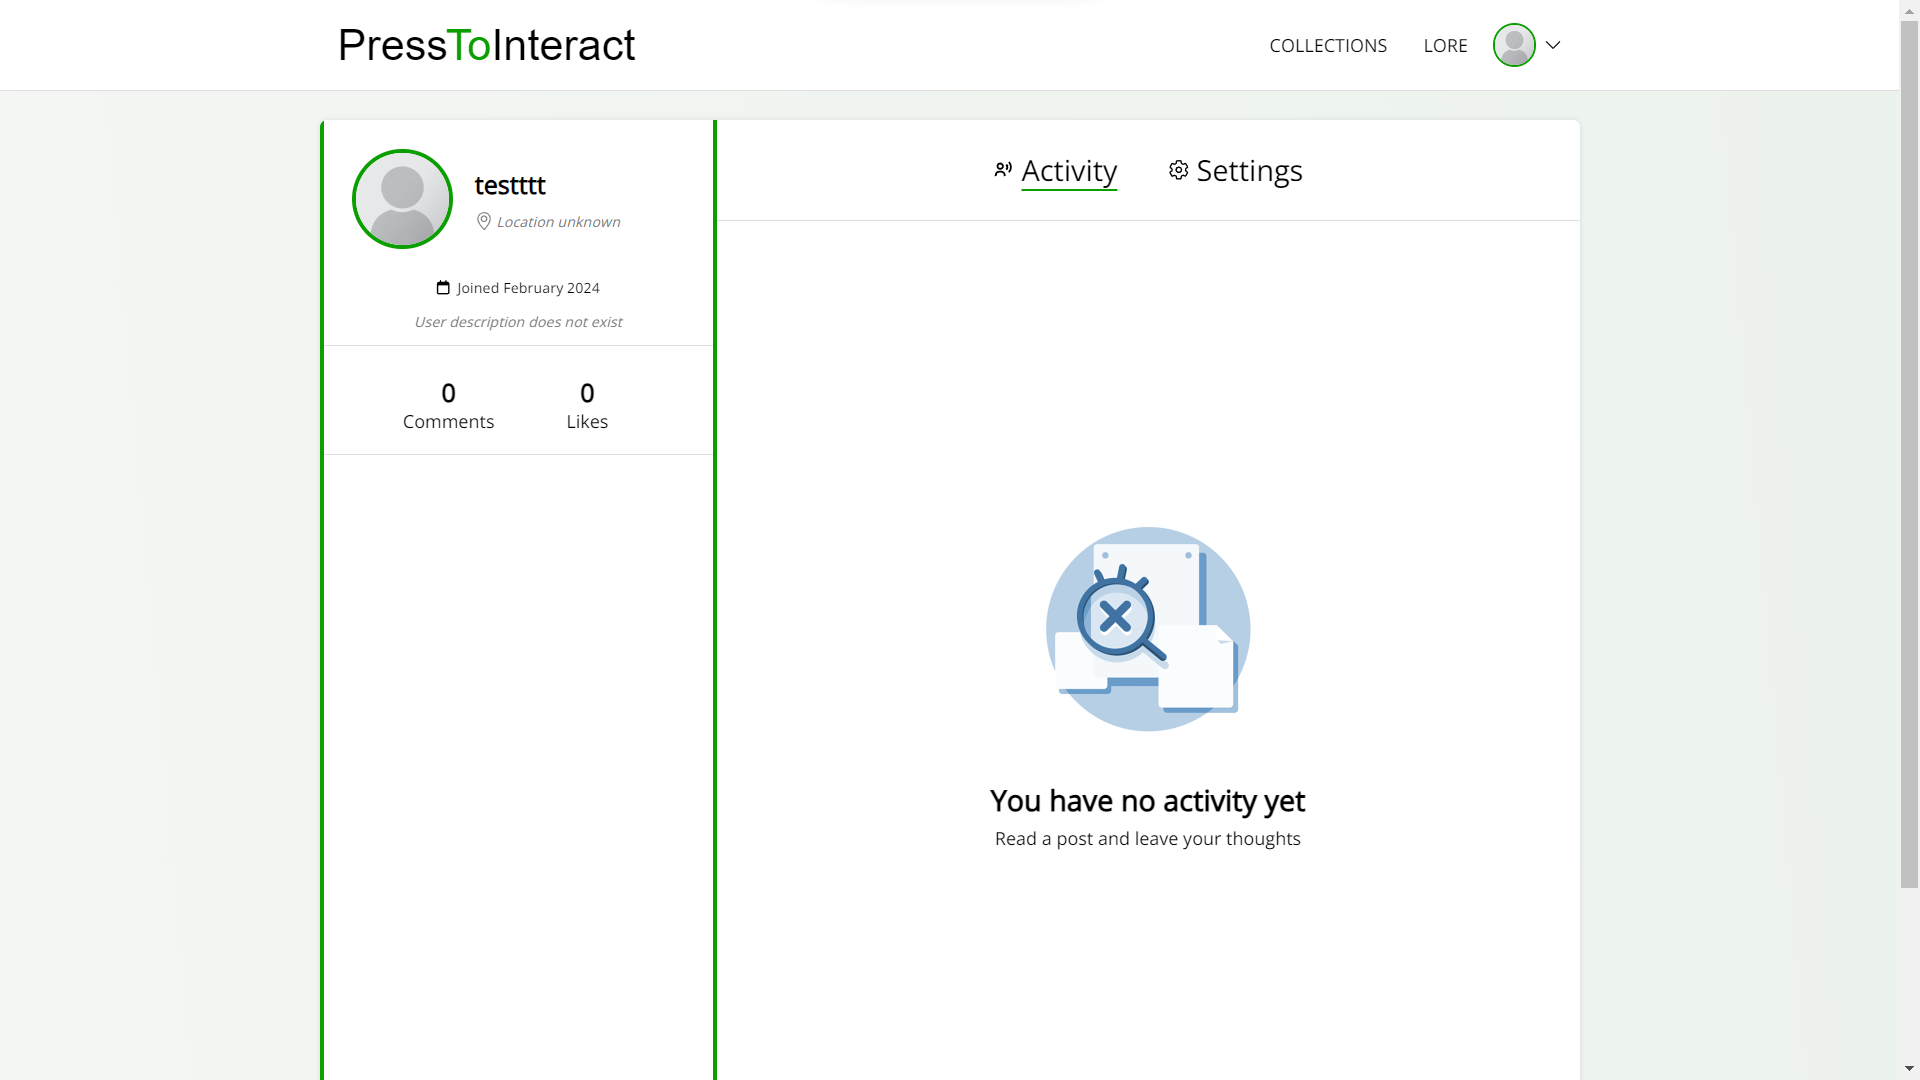 PressToInteract
COLLECTIONS
LORE
testttt
Location unknown
Joined February 2024
User description does not exist
0
Comments
0
Likes
Activity
Settings
You have no activity yet
Read a post and leave your thoughts